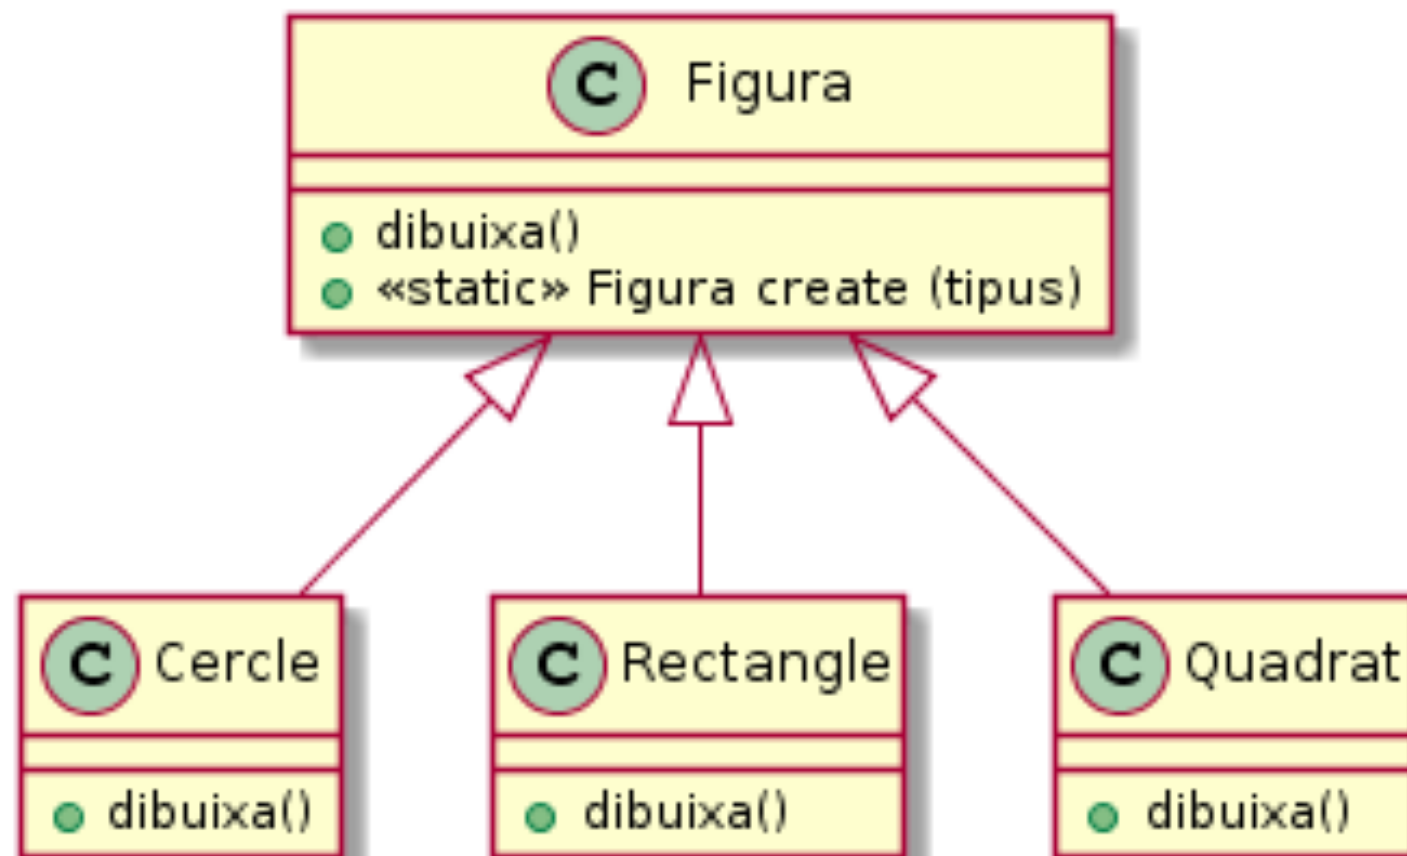 C Figura
dibuixa()
«static» Figura create (tipus)
C Cercle
C Rectangle
C Quadrat
dibuixa()
dibuixa()
dibuixa()